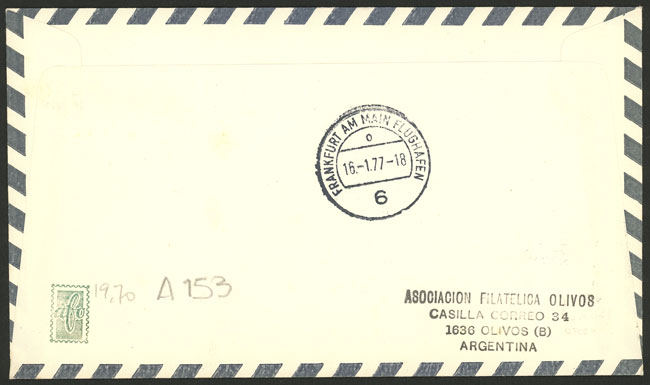 FRANKFURT AM MAIN FLUGHAFEN
o
16.-1.77-18
6
afo
19,70 A 153
ASOCIACION FILATELICA OLIVOS
CASILLA CORREO 34
1636 OLIVOS (B)
ARGENTINA